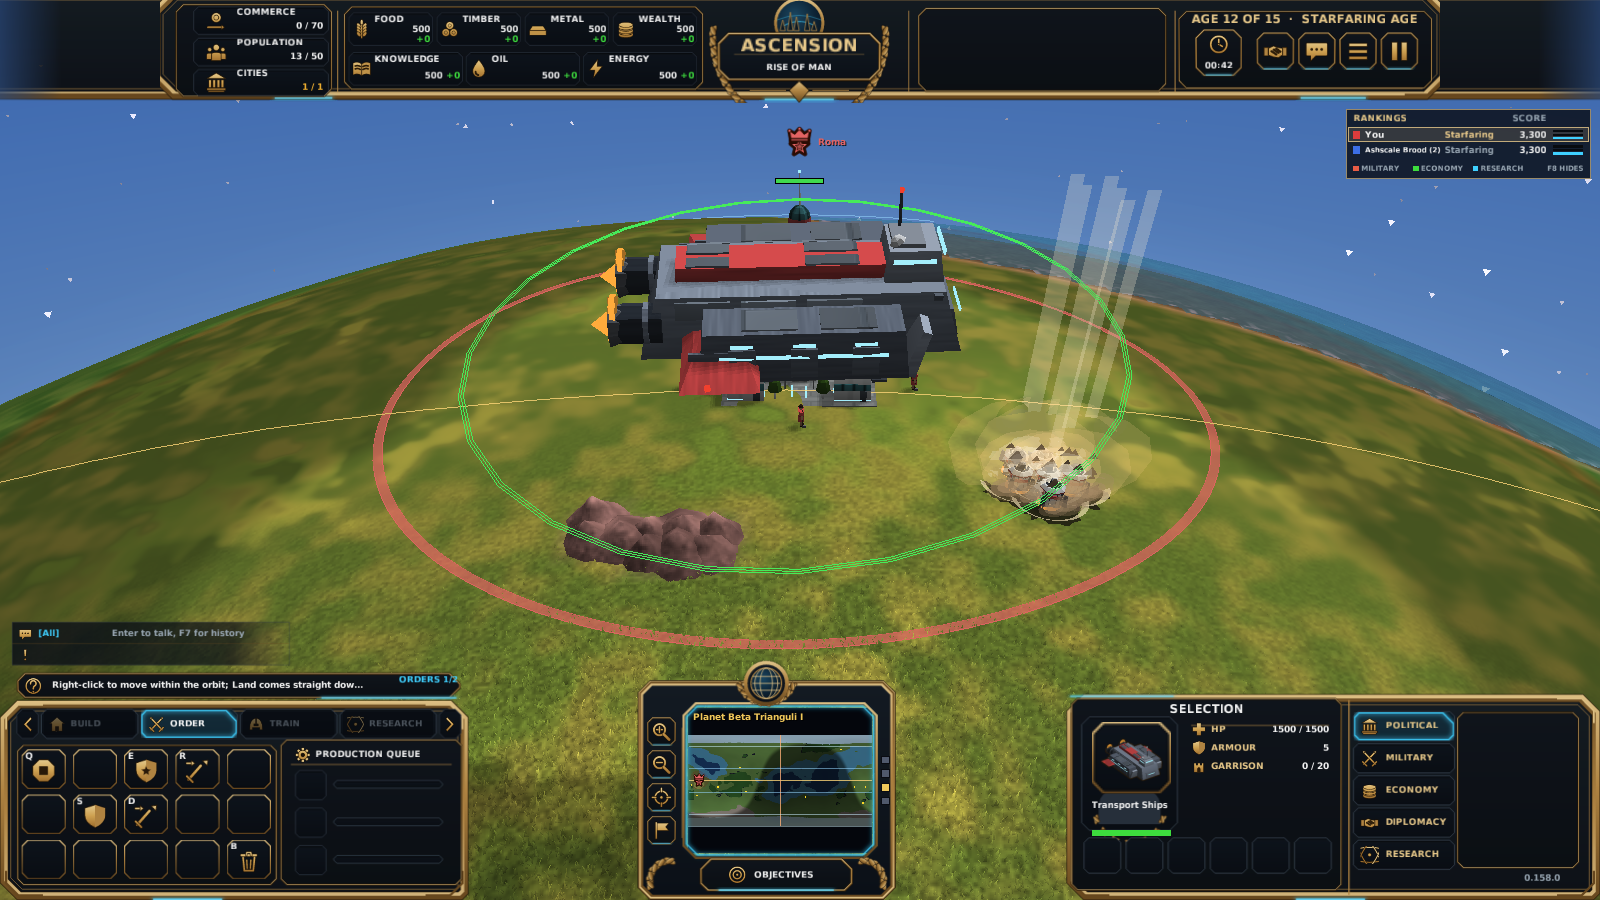 COMMERCE
0 / 70
POPULATION
13 / 50
CITIES
1 / 1
FOOD
500
+0
TIMBER
500
+0
METAL
500
+0
WEALTH
500
+0
KNOWLEDGE
500 +0
OIL
500 +0
ENERGY
500 +0
ASCENSION
RISE OF MAN
AGE 12 OF 15 · STARFARING AGE
00:42
RANKINGS SCORE
You Starfaring 3,300
Ashscale Brood (2) Starfaring 3,300
MILITARY ECONOMY RESEARCH F8 HIDES
Roma
[All] Enter to talk, F7 for history
!
Right-click to move within the orbit; Land comes straight dow...
ORDERS 1/2
BUILD
ORDER
TRAIN
RESEARCH
Q
E
R
S
D
B
PRODUCTION QUEUE
Planet Beta Trianguli I
OBJECTIVES
SELECTION
Transport Ships
HP 1500 / 1500
ARMOUR 5
GARRISON 0 / 20
POLITICAL
MILITARY
ECONOMY
DIPLOMACY
RESEARCH
0.158.0